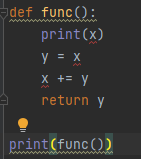 def func():
    print(x)
    y = x
    x += y
    return y
print(func())